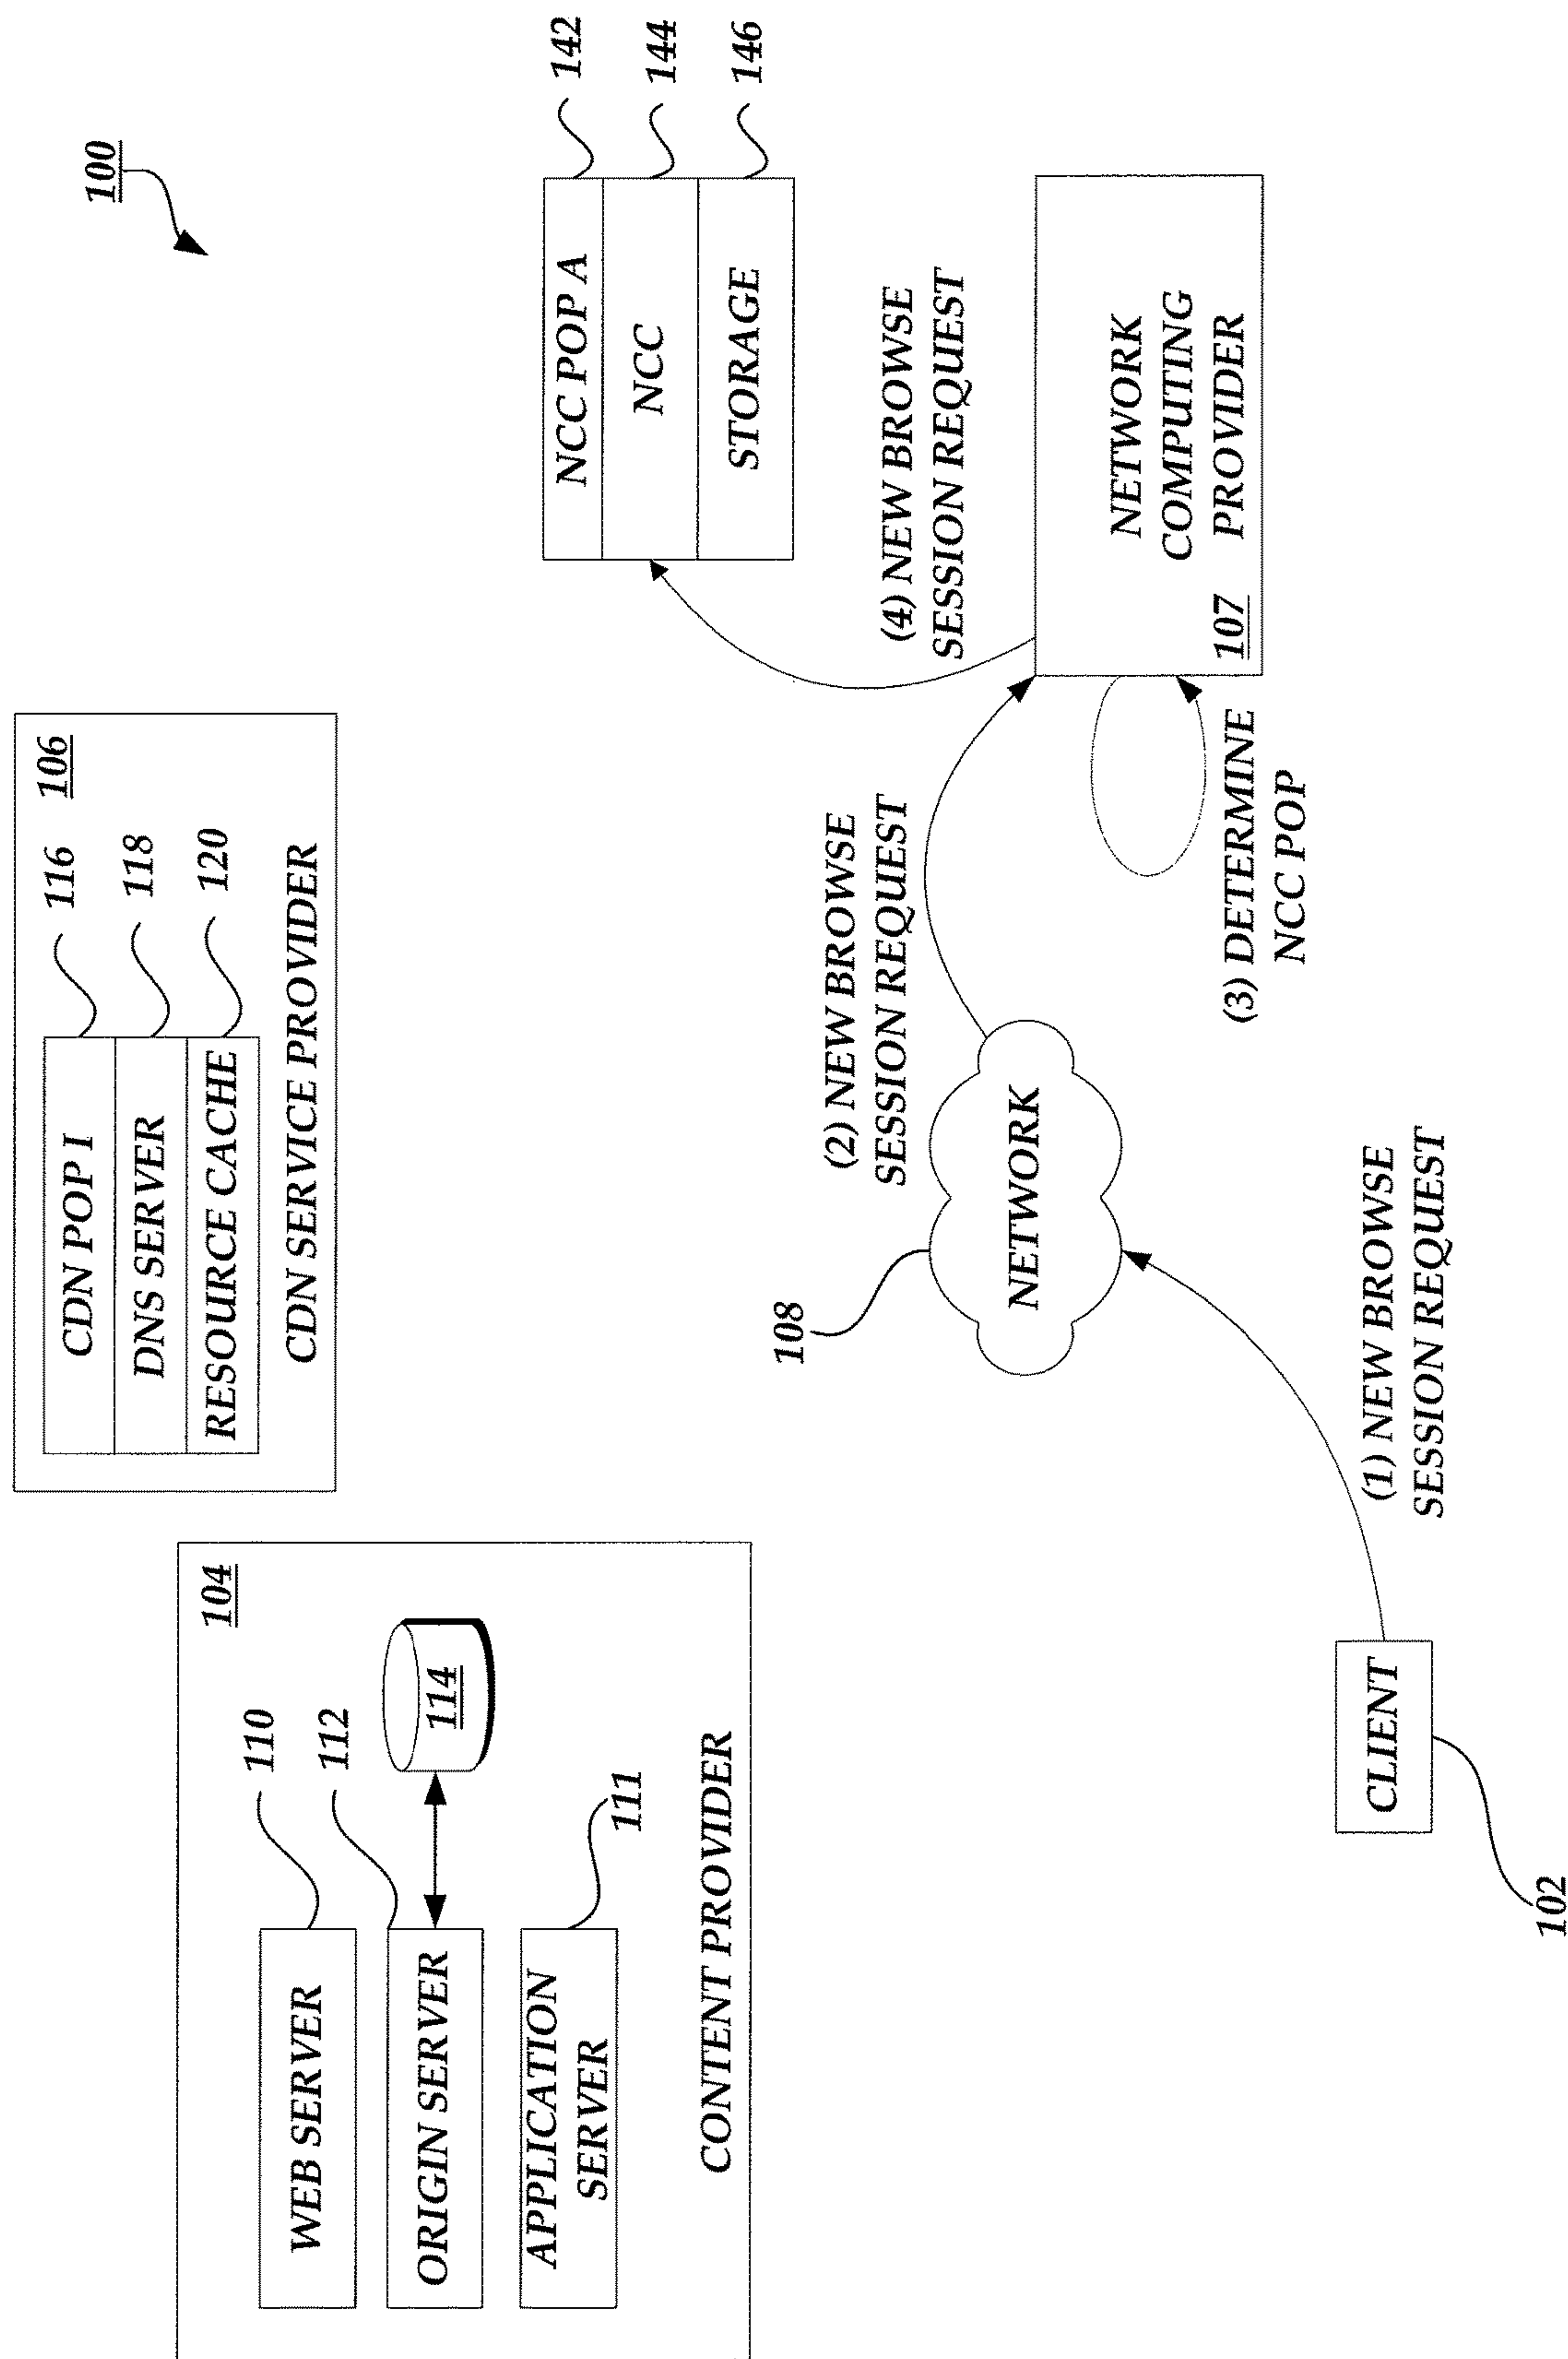 100
104
WEB SERVER
110
ORIGIN SERVER
112
114
APPLICATION
SERVER
111
CONTENT PROVIDER
106
CDN POP I
116
DNS SERVER
118
RESOURCE CACHE
120
CDN SERVICE PROVIDER
NCC POP A
142
NCC
144
STORAGE
146
(4) NEW BROWSE
SESSION REQUEST
(2) NEW BROWSE
SESSION REQUEST
108
NETWORK
NETWORK
COMPUTING
107 PROVIDER
(3) DETERMINE
NCC POP
(1) NEW BROWSE
SESSION REQUEST
CLIENT
102